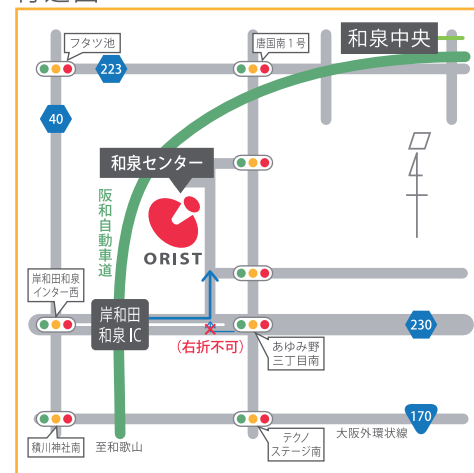 フタツ池
唐国南1号
和泉中央
223
40
和泉センター
阪和自動車道
ORIST
岸和田和泉
インター西
岸和田
和泉IC
(右折不可)
あゆみ野
三丁目南
230
170
積川神社南
至和歌山
テクノ
ステージ南
大阪外環状線